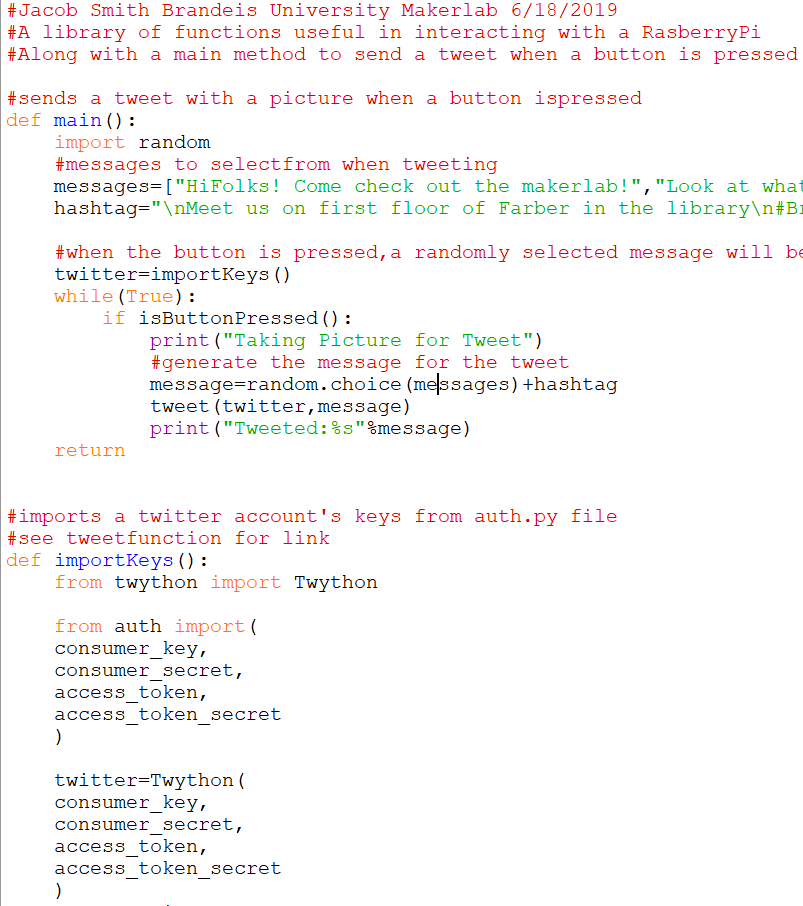 #Jacob Smith Brandeis University Makerlab 6/18/2019
#A library of functions useful in interacting with a RasberryPi
#Along with a main method to send a tweet when a button is pressed

#sends a tweet with a picture when a button ispressed
def main():
    import random
    #messages to selectfrom when tweeting
    messages=["HiFolks! Come check out the makerlab!","Look at what
    hashtag="\nMeet us on first floor of Farber in the library\n#Br

    #when the button is pressed,a randomly selected message will be
    twitter=importKeys()
    while(True):
        if isButtonPressed():
            print("Taking Picture for Tweet")
            #generate the message for the tweet
            message=random.choice(messages)+hashtag
            tweet(twitter,message)
            print("Tweeted:%s"%message)
    return


#imports a twitter account's keys from auth.py file
#see tweetfunction for link
def importKeys():
    from twython import Twython

    from auth import(
    consumer_key,
    consumer_secret,
    access_token,
    access_token_secret
    )

    twitter=Twython(
    consumer_key,
    consumer_secret,
    access_token,
    access_token_secret
    )